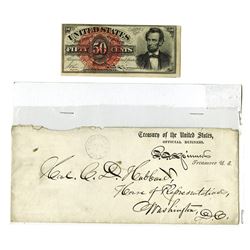 UNITED STATES
50
FIFTY CENTS
Treasury of the United States,
OFFICIAL BUSINESS.
F. E. Spinner
Treasurer U. S.
Hon. C. D. Hubbard
House of Representatives
Washington, D.C.